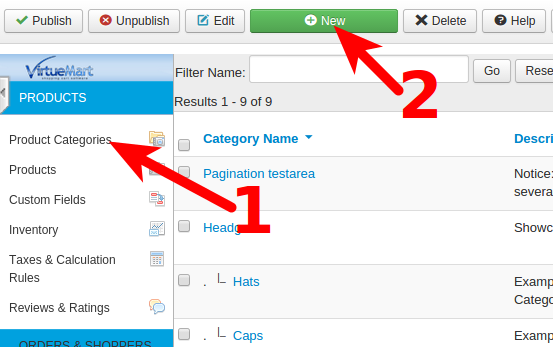 Publish
Unpublish
Edit
New
Delete
Help
VirtueMart
Filter Name:
Go
Rese
PRODUCTS
Results 1 - 9 of 9
2
Product Categories
Category Name
Descri
Products
Pagination testarea
Notice:
severa
Custom Fields
1
Inventory
Headg
Showc
Taxes & Calculation
Rules
. Hats
Examp
Catego
Reviews & Ratings
. Caps
Examp
ORDERS & SHOPPERS